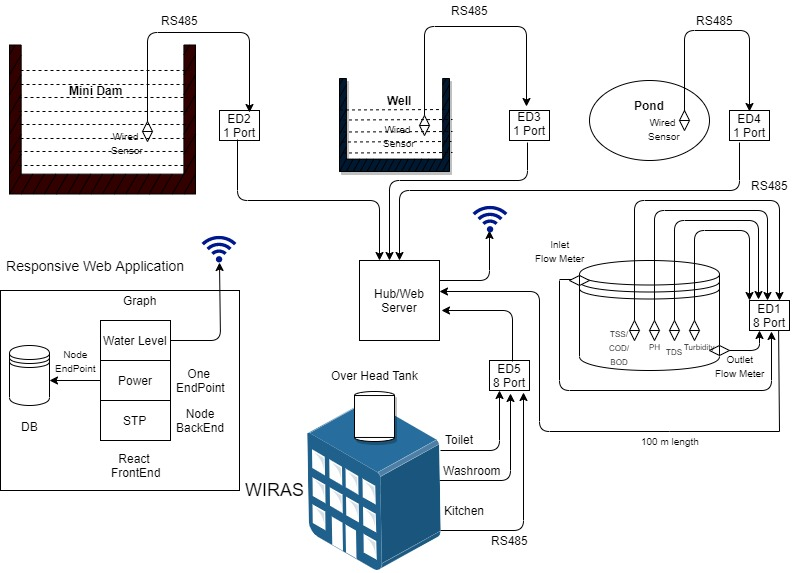 RS485
RS485
RS485
Mini Dam
Wired
Sensor
ED2
1 Port
Well
Wired
Sensor
ED3
1 Port
Pond
Wired
Sensor
ED4
1 Port
RS485
Responsive Web Application
Graph
Water Level
Power
STP
Node
EndPoint
DB
One
EndPoint
Node
BackEnd
React
FrontEnd
Hub/Web
Server
Inlet
Flow Meter
TSS/
COD/
BOD
PH
TDS
Turbidity
ED1
8 Port
Outlet
Flow Meter
100 m length
ED5
8 Port
Over Head Tank
Toilet
Washroom
Kitchen
RS485
WIRAS